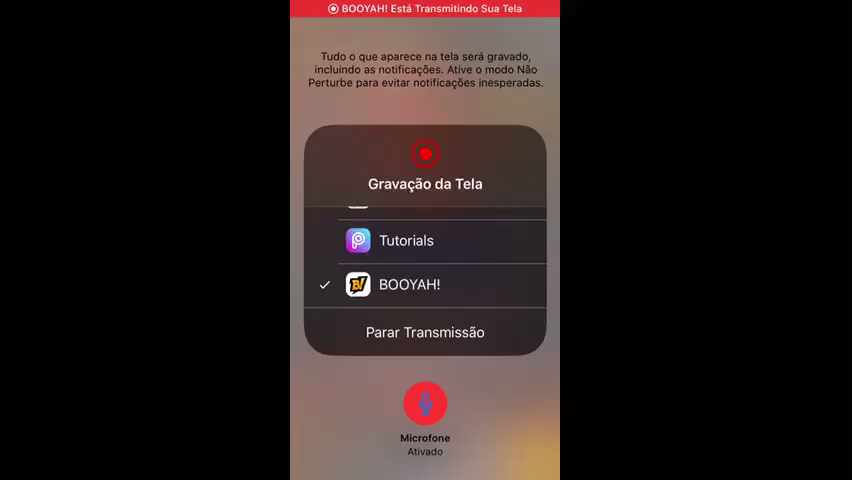 BOOYAH! Está Transmitindo Sua Tela
Tudo o que aparece na tela será gravado,
incluindo as notificações. Ative o modo Não
Perturbe para evitar notificações inesperadas.
Gravação da Tela
Tutorials
BOOYAH!
Parar Transmissão
Microfone
Ativado